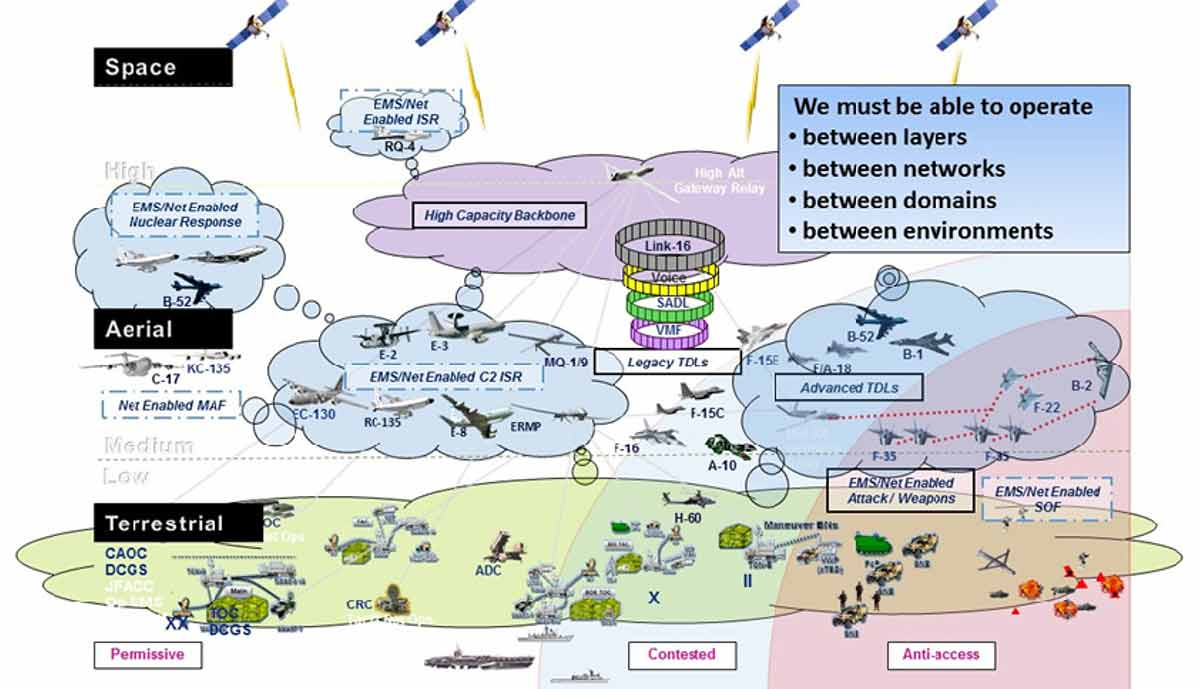 Space
EMS/Net
Enabled ISR
RQ-4
We must be able to operate
• between layers
• between networks
• between domains
• between environments
High
High Alt
Gateway Relay
EMS/Net Enabled
Nuclear Response
High Capacity Backbone
Link-16
Voice
SADL
VMF
B-52
Aerial
E-2
E-3
MQ-1/9
Legacy TDLs
F-15E
B-52
B-1
F/A-18
C-17
KC-135
EMS/Net Enabled C2 ISR
Advanced TDLs
B-2
Net Enabled MAF
EC-130
RC-135
E-8
ERMP
F-15C
F-22
F-16
A-10
F-35
F-35
Medium
Low
EMS/Net Enabled
Attack / Weapons
EMS/Net Enabled
SOF
Terrestrial
H-60
Maneuver BNs
CAOC
DCGS
JFACC
ADC
Main
CRC
XX
TOC
DCGS
X
II
Permissive
Contested
Anti-access